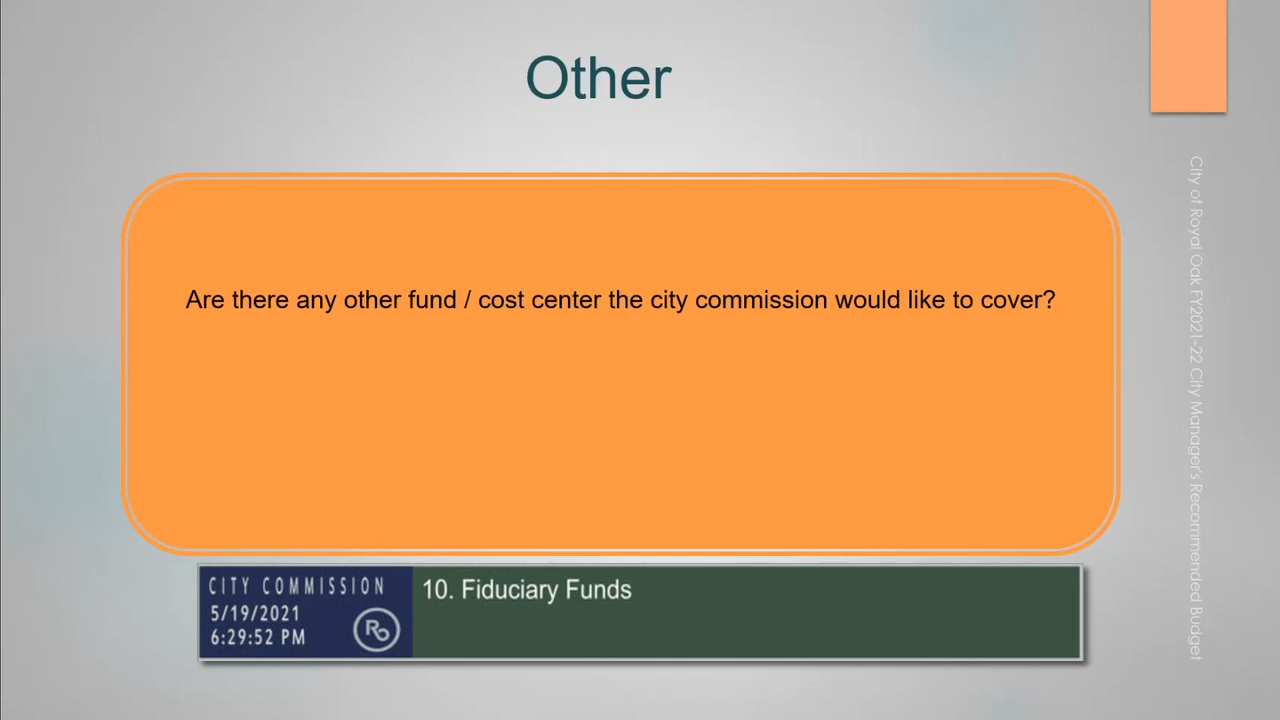 Other
Are there any other fund / cost center the city commission would like to cover?
City of Royal Oak FY2021-22 City Manager's Recommended Budget
CITY COMMISSION
5/19/2021
6:29:52 PM
RO
10. Fiduciary Funds